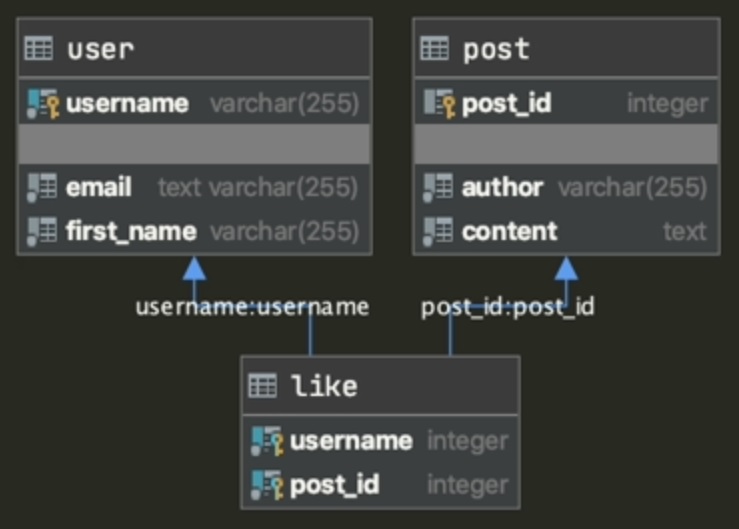 user
username varchar(255)
email text varchar(255)
first_name varchar(255)
post
post_id integer
author varchar(255)
content text
username:username
post_id:post_id
like
username integer
post_id integer